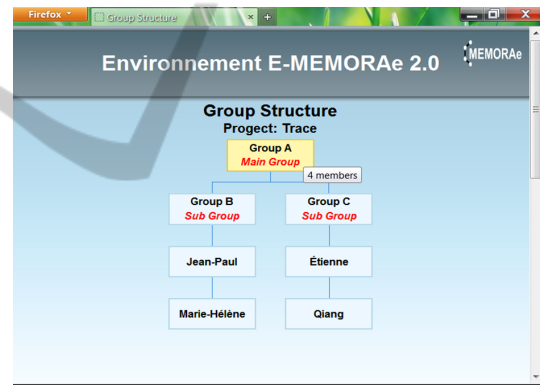 Firefox
Group Structure
Environnement E-MEMORAe 2.0
MEMORAe
Group Structure
Progect: Trace
Group A
Main Group
4 members
Group B
Sub Group
Group C
Sub Group
Jean-Paul
Étienne
Marie-Hélène
Qiang